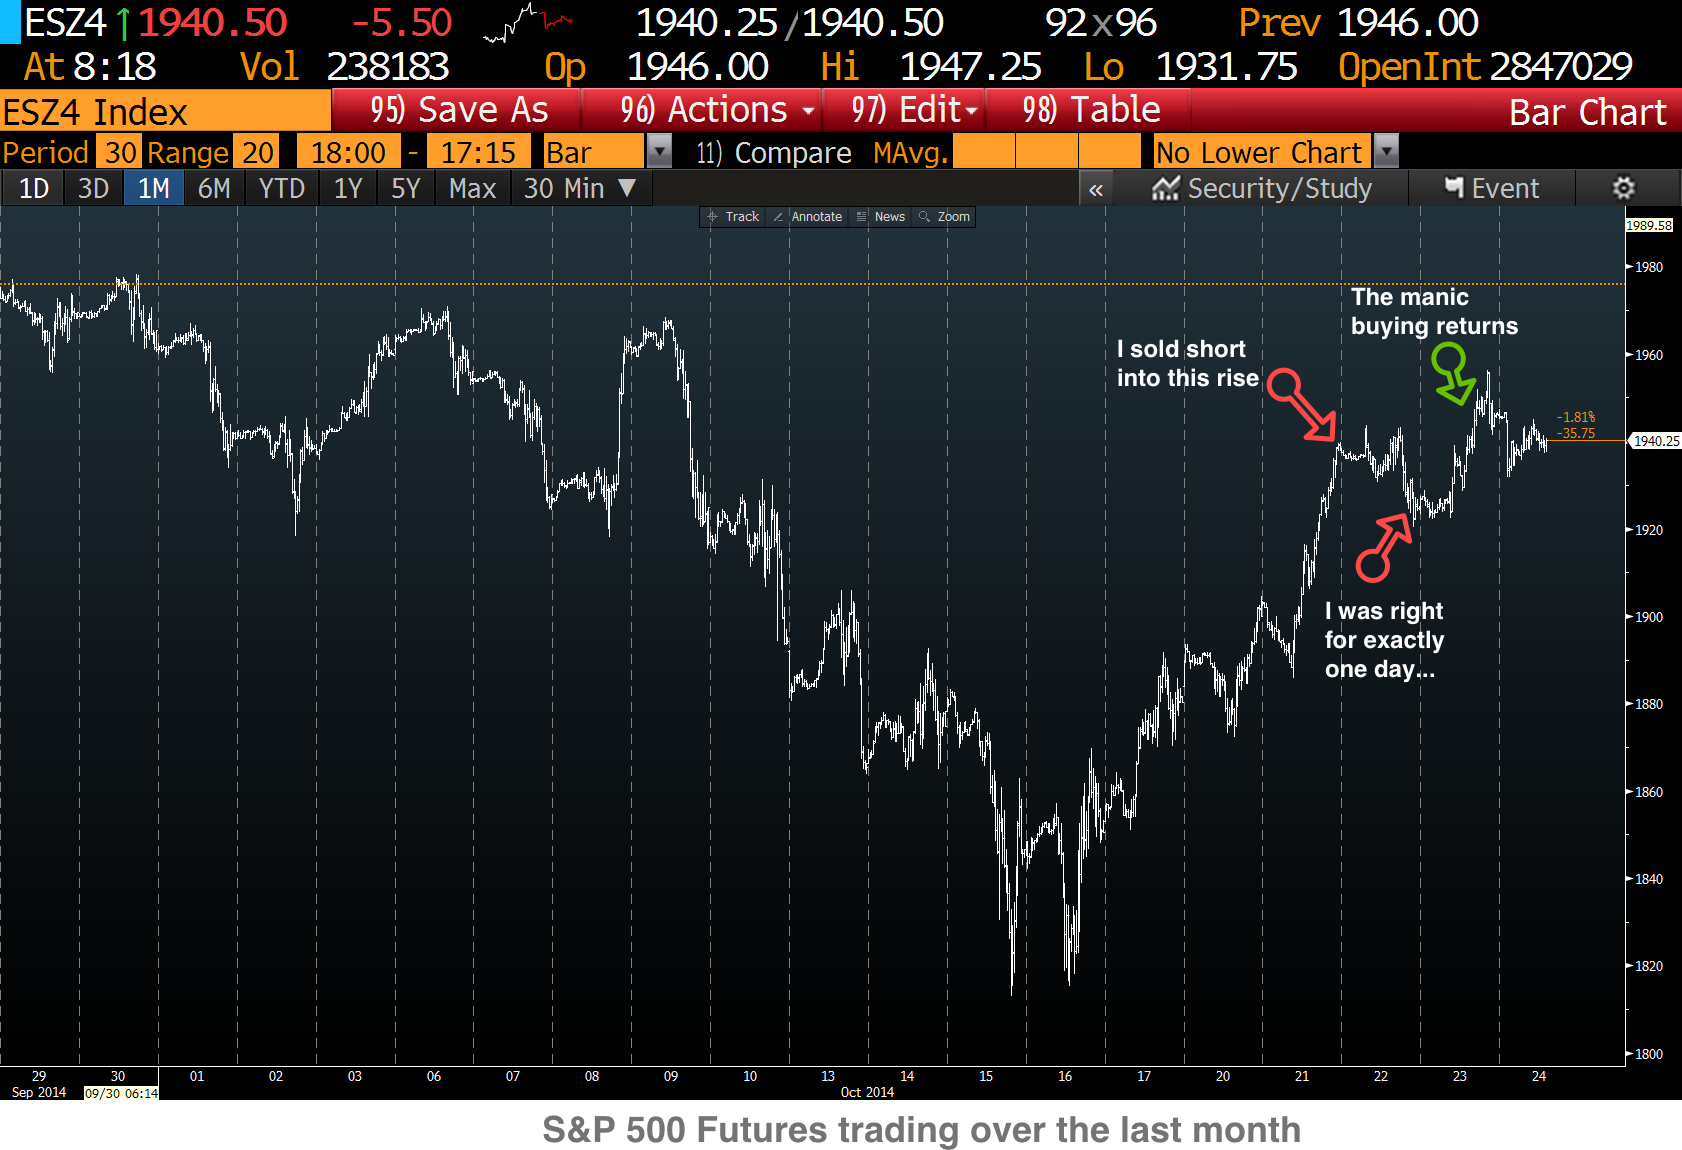 ESZ4 ↑1940.50 -5.50 1940.25/1940.50 92x96 Prev 1946.00
At 8:18 Vol 238183 Op 1946.00 Hi 1947.25 Lo 1931.75 OpenInt 2847029
ESZ4 Index 95) Save As 96) Actions 97) Edit 98) Table Bar Chart
Period 30 Range 20 18:00 - 17:15 Bar 11) Compare MAvg. No Lower Chart
1D 3D 1M 6M YTD 1Y 5Y Max 30 Min ▼ « Security/Study Event
Track Annotate News Zoom
1989.58
1980
The manic
buying returns
I sold short
into this rise
1960
-1.81%
-35.75
1940.25
1920
I was right
for exactly
one day...
1900
1880
1860
1840
1820
1800
29 30 01 02 03 06 07 08 09 10 13 14 15 16 17 20 21 22 23 24
Sep 2014 09/30 06:14 Oct 2014
S&P 500 Futures trading over the last month